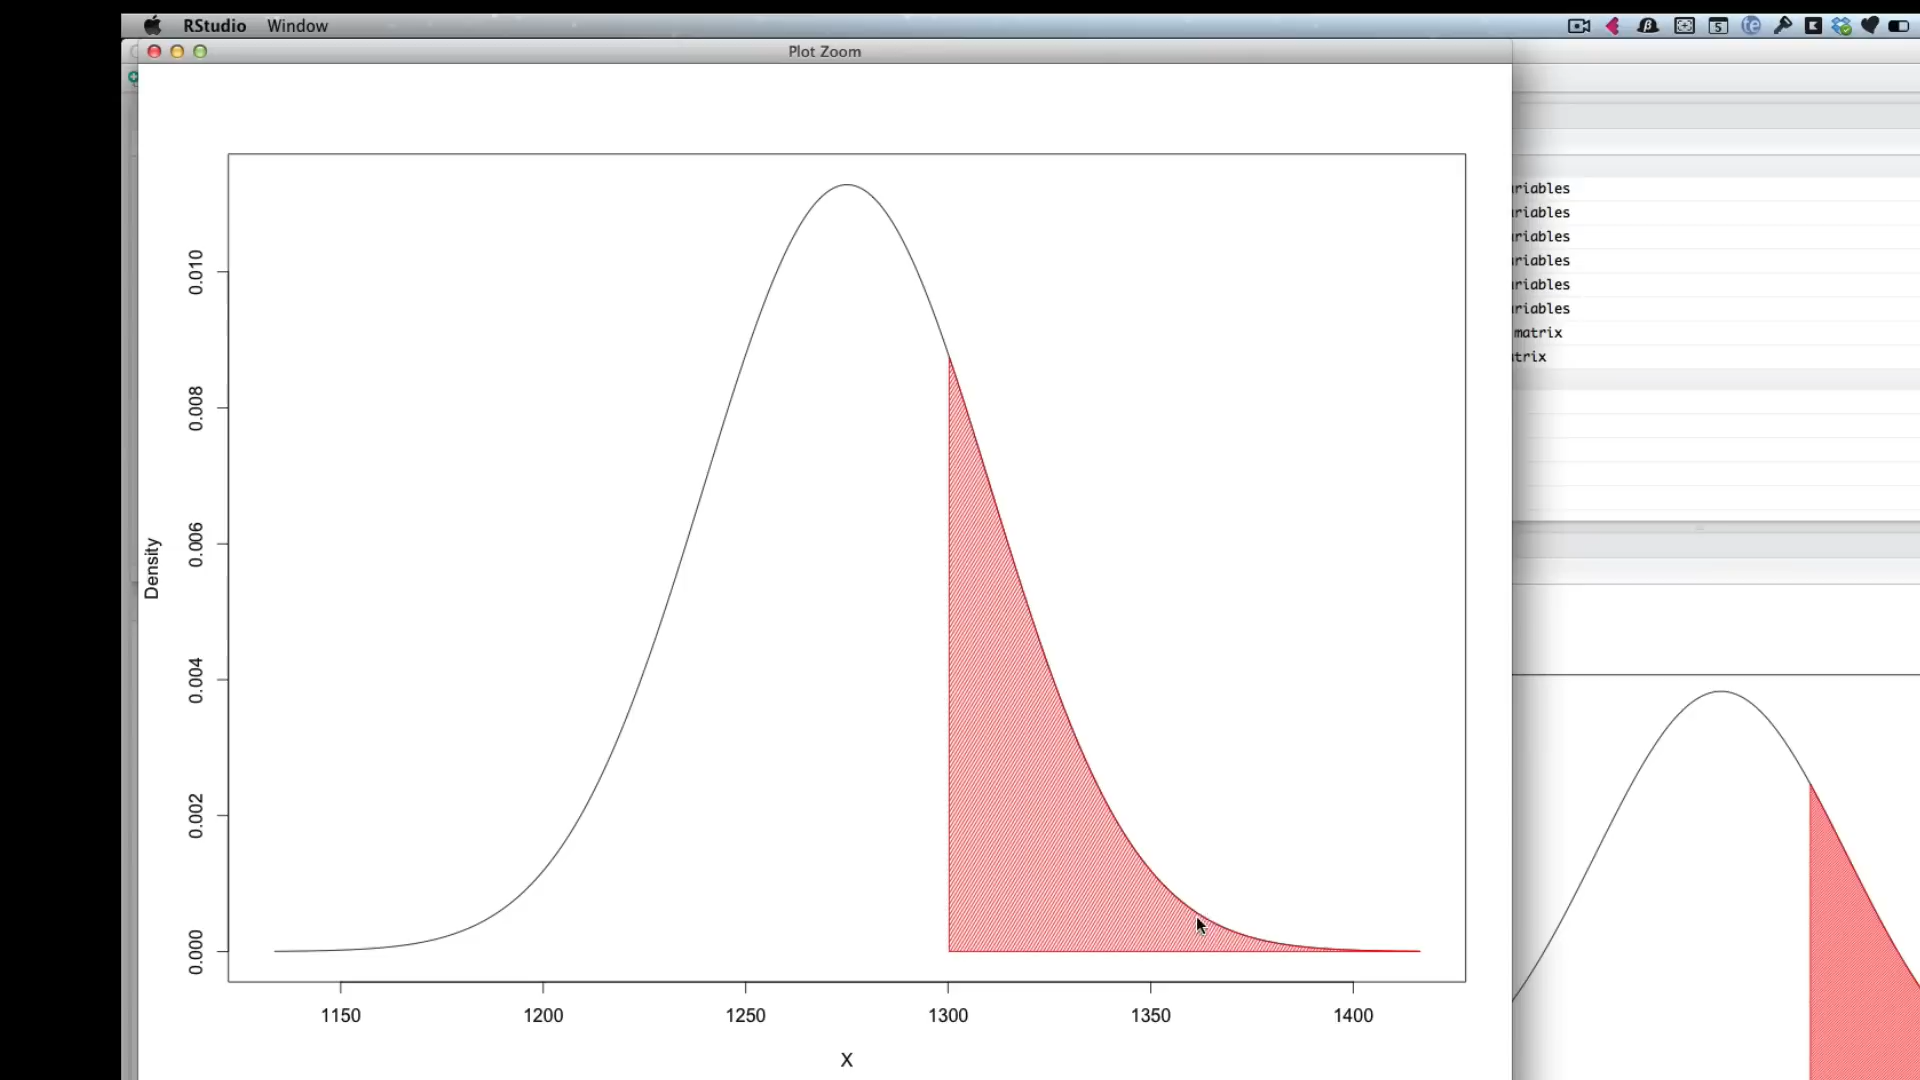 RStudio Window
Plot Zoom
0.010
0.008
0.006
0.004
0.002
0.000
Density
1150 1200 1250 1300 1350 1400
X
riables
riables
riables
riables
riables
riables
matrix
trix